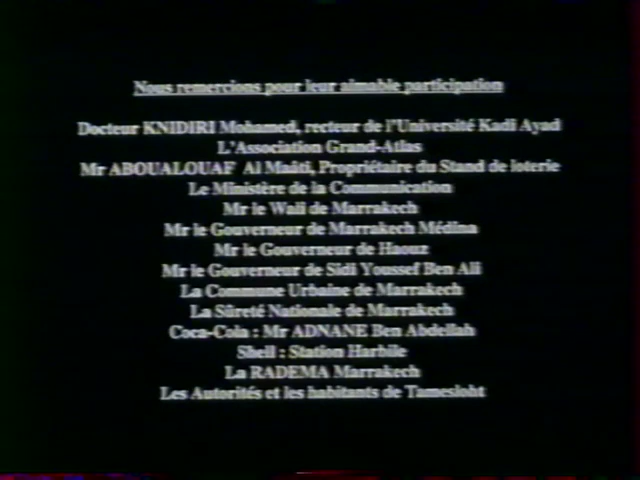 Nous remercions pour leur aimable participation
Docteur KNIDIRI Mohamed, recteur de l'Université Kadi Ayad
L'Association Grand-Atlas
Mr ABOUALOUAF Al Maâti, Propriétaire du Stand de loterie
Le Ministère de la Communication
Mr le Wali de Marrakech
Mr le Gouverneur de Marrakech Médina
Mr le Gouverneur de Haouz
Mr le Gouverneur de Sidi Youssef Ben Ali
La Commune Urbaine de Marrakech
La Sûreté Nationale de Marrakech
Coca-Cola : Mr ADNANE Ben Abdellah
Shell : Station Harbile
La RADEMA Marrakech
Les Autorités et les habitants de Tamesloht